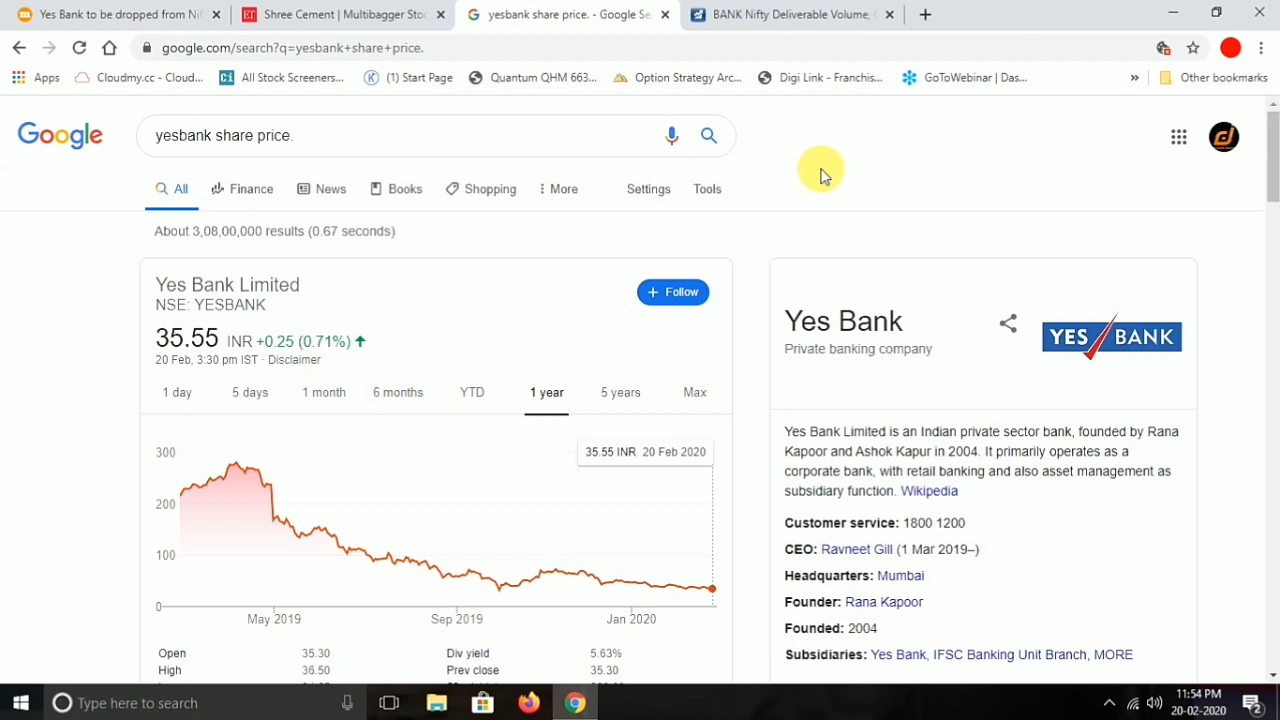 Yes Bank to be dropped from Nif
Shree Cement | Multibagger Stoc
yesbank share price. - Google Se
BANK Nifty Deliverable Volume,
google.com/search?q=yesbank+share+price.
Apps
Cloudmy.cc - Cloud...
All Stock Screeners...
(1) Start Page
Quantum QHM 663...
Option Strategy Arc...
Digi Link - Franchis...
GoToWebinar | Das...
»
Other bookmarks
Google
yesbank share price.
All
Finance
News
Books
Shopping
More
Settings
Tools
About 3,08,00,000 results (0.67 seconds)
Yes Bank Limited
NSE: YESBANK
+ Follow
35.55 INR +0.25 (0.71%)
20 Feb, 3:30 pm IST · Disclaimer
1 day
5 days
1 month
6 months
YTD
1 year
5 years
Max
35.55 INR 20 Feb 2020
300
200
100
0
May 2019
Sep 2019
Jan 2020
Open 35.30
Div yield 5.63%
High 36.50
Prev close 35.30
Yes Bank
Private banking company
YES BANK
Yes Bank Limited is an Indian private sector bank, founded by Rana
Kapoor and Ashok Kapur in 2004. It primarily operates as a
corporate bank, with retail banking and also asset management as
subsidiary function. Wikipedia
Customer service: 1800 1200
CEO: Ravneet Gill (1 Mar 2019–)
Headquarters: Mumbai
Founder: Rana Kapoor
Founded: 2004
Subsidiaries: Yes Bank, IFSC Banking Unit Branch, MORE
Type here to search
11:54 PM
20-02-2020
2